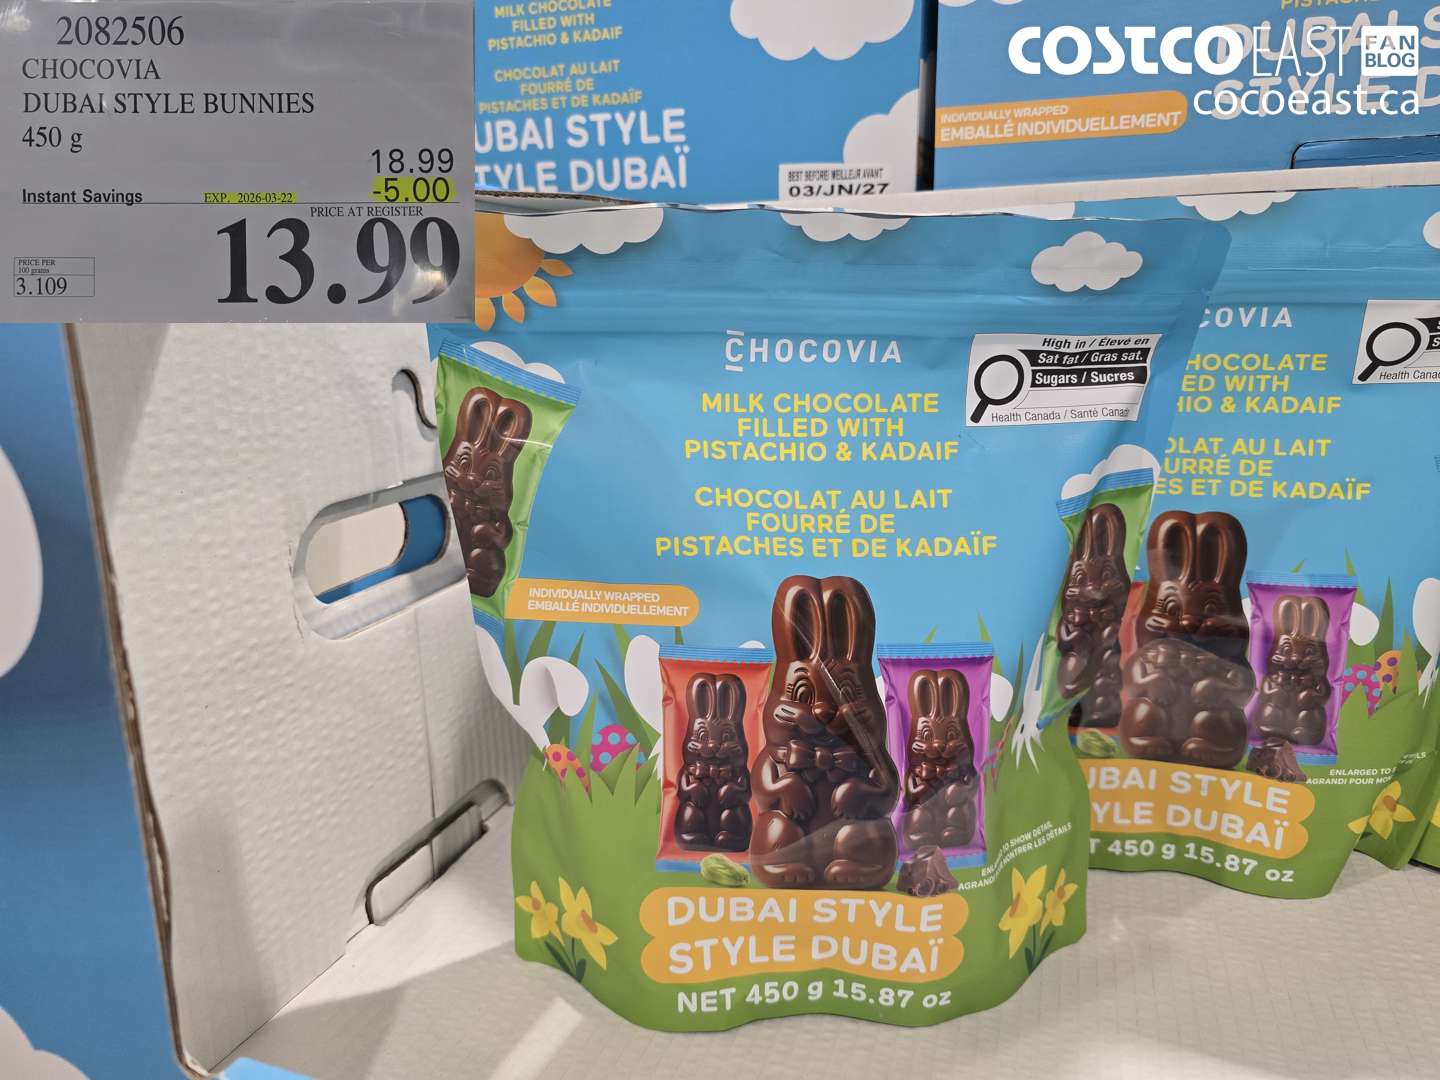 2082506
CHOCOVIA
DUBAI STYLE BUNNIES
450 g
18.99
Instant Savings
EXP. 2026-03-22
-5.00
PRICE AT REGISTER
13.99
PRICE PER
100 grams
3.109
MILK CHOCOLATE
FILLED WITH
PISTACHIO & KADAIF
CHOCOLAT AU LAIT
FOURRÉ DE
PISTACHES ET DE KADAÏF
UBAI STYLE
TYLE DUBAÏ
BEST BEFORE/MEILLEUR AVANT
03/JN/27
INDIVIDUALLY WRAPPED
EMBALLÉ INDIVIDUELLEMENT
COSTCO EAST FAN BLOG
cocoeast.ca
CHOCOVIA
High in / Élevé en
Sat fat / Gras sat.
Sugars / Sucres
Health Canada / Santé Canada
MILK CHOCOLATE
FILLED WITH
PISTACHIO & KADAIF
CHOCOLAT AU LAIT
FOURRÉ DE
PISTACHES ET DE KADAÏF
INDIVIDUALLY WRAPPED
EMBALLÉ INDIVIDUELLEMENT
DUBAI STYLE
STYLE DUBAÏ
NET 450 g 15.87 oz
COVIA
HOCOLATE
ED WITH
HIO & KADAIF
OLAT AU LAIT
URRÉ DE
ES ET DE KADAÏF
Health Canad
UBAI STYLE
YLE DUBAÏ
T 450 g 15.87 oz